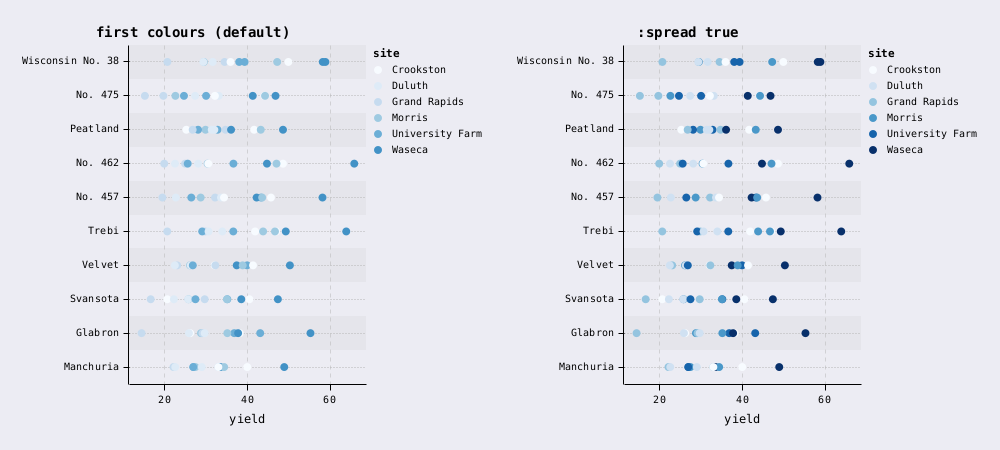 first colours (default)
Wisconsin No. 38
No. 475
Peatland
No. 462
No. 457
Trebi
Velvet
Svansota
Glabron
Manchuria
20 40 60
yield
site
Crookston
Duluth
Grand Rapids
Morris
University Farm
Waseca
:spread true
Wisconsin No. 38
No. 475
Peatland
No. 462
No. 457
Trebi
Velvet
Svansota
Glabron
Manchuria
20 40 60
yield
site
Crookston
Duluth
Grand Rapids
Morris
University Farm
Waseca